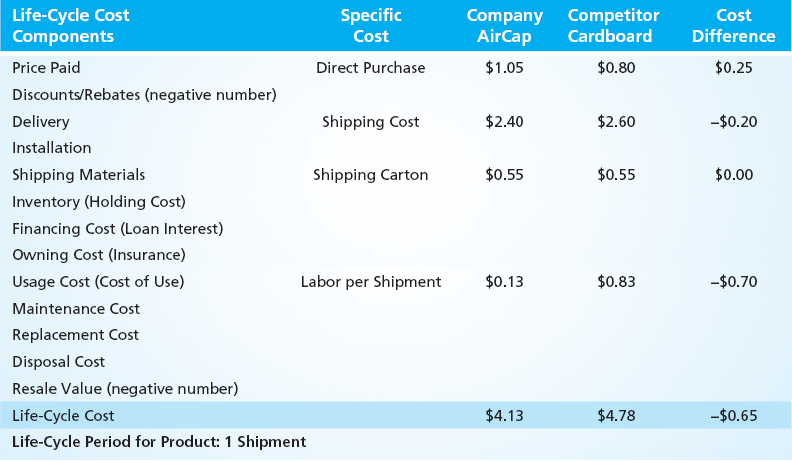 Life-Cycle Cost Components Specific Cost Company AirCap Competitor Cardboard Cost Difference
Price Paid Direct Purchase $1.05 $0.80 $0.25
Discounts/Rebates (negative number)
Delivery Shipping Cost $2.40 $2.60 –$0.20
Installation
Shipping Materials Shipping Carton $0.55 $0.55 $0.00
Inventory (Holding Cost)
Financing Cost (Loan Interest)
Owning Cost (Insurance)
Usage Cost (Cost of Use) Labor per Shipment $0.13 $0.83 –$0.70
Maintenance Cost
Replacement Cost
Disposal Cost
Resale Value (negative number)
Life-Cycle Cost $4.13 $4.78 –$0.65
Life-Cycle Period for Product: 1 Shipment